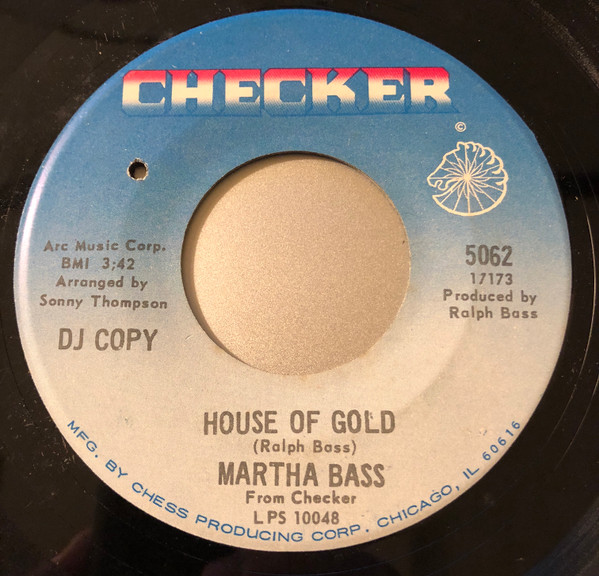 CHECKER
©
Arc Music Corp.
BMI 3;42
Arranged by
Sonny Thompson
DJ COPY
5062
17173
Produced by
Ralph Bass
HOUSE OF GOLD
(Ralph Bass)
MARTHA BASS
From Checker
LPS 10048
MFG. BY CHESS PRODUCING CORP. CHICAGO, IL 60616